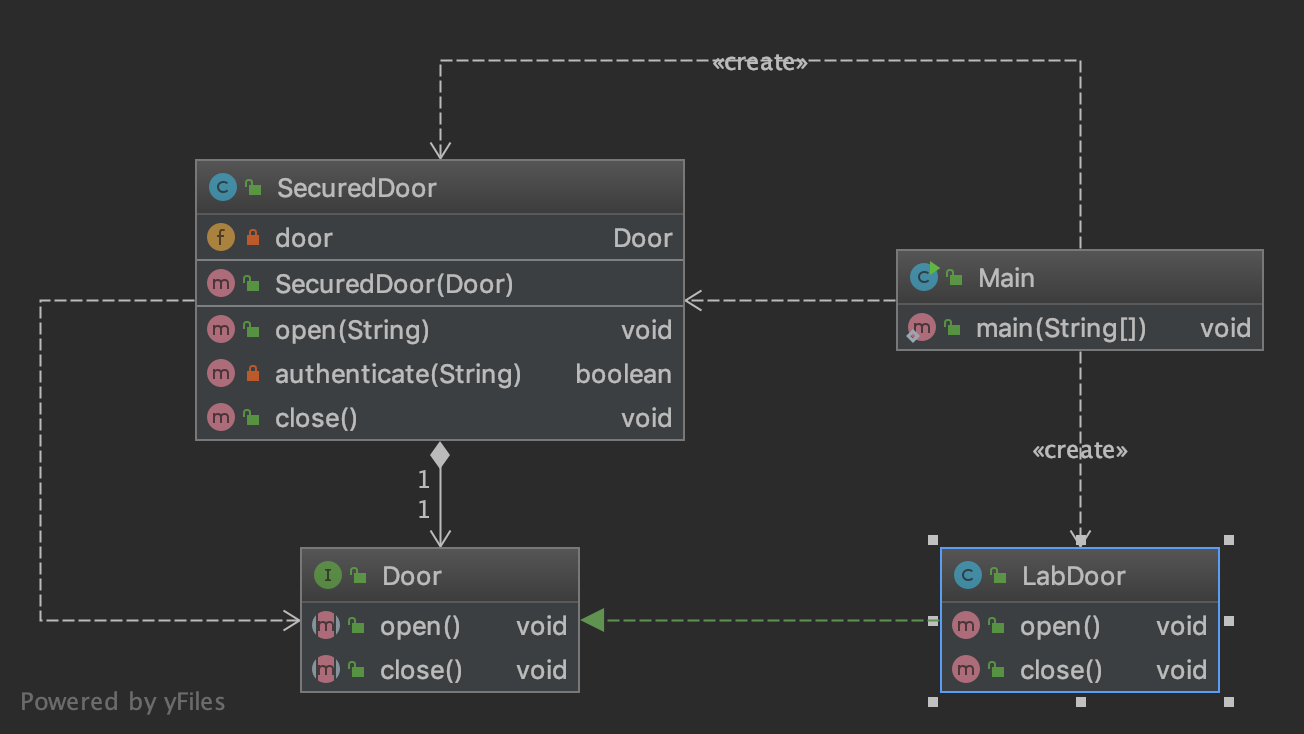 «create»
SecuredDoor
door Door
SecuredDoor(Door)
open(String) void
authenticate(String) boolean
close() void
Main
main(String[]) void
«create»
1
1
Door
open() void
close() void
LabDoor
open() void
close() void
Powered by yFiles